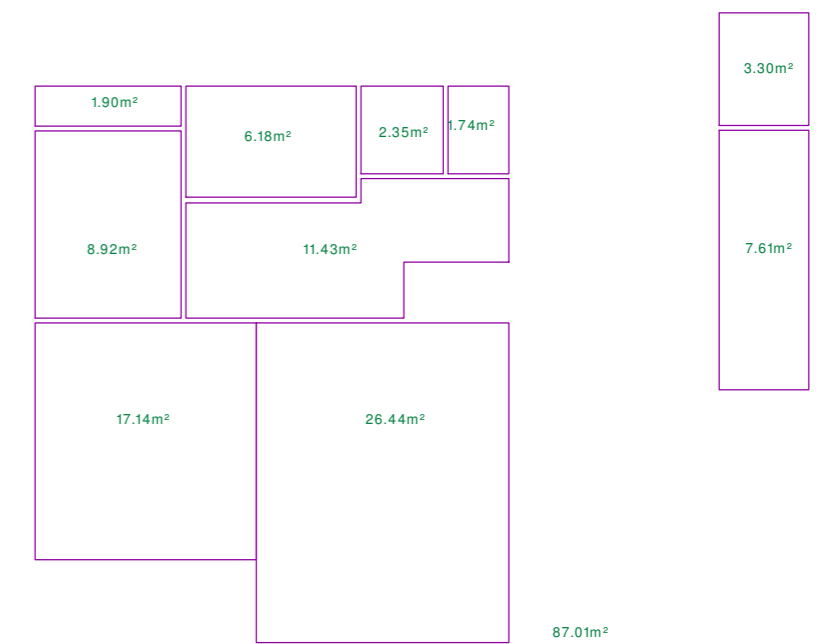 3.30m²
1.90m²
6.18m²
2.35m²
1.74m²
8.92m²
11.43m²
7.61m²
17.14m²
26.44m²
87.01m²